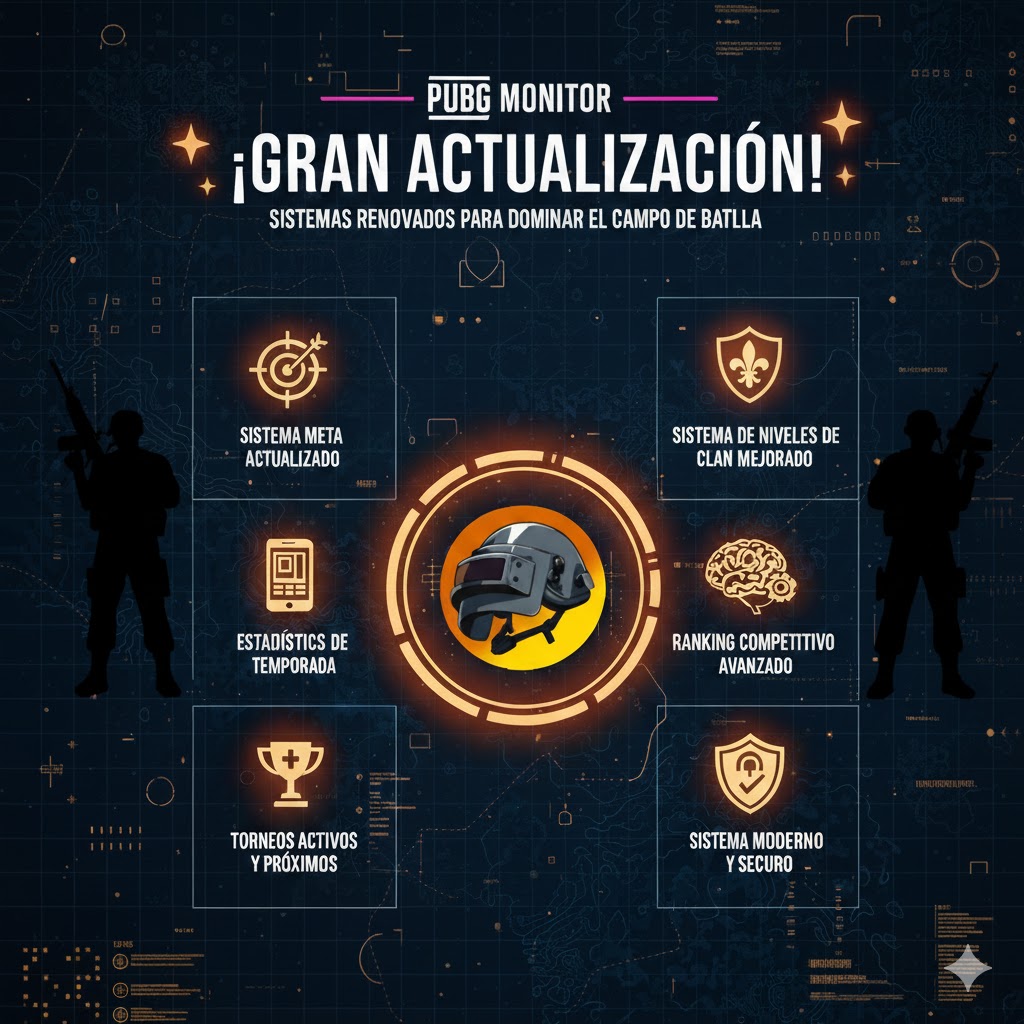 PUBG MONITOR
¡GRAN ACTUALIZACIÓN!
SISTEMAS RENOVADOS PARA DOMINAR EL CAMPO DE BATLLA
SISTEMA META
ACTUALIZADO
SISTEMA DE NIVELES DE
CLAN MEJORADO
ESTADÍSTICS DE
TEMPORADA
RANKING COMPETITIVO
AVANZADO
TORNEOS ACTIVOS
Y PRÓXIMOS
SISTEMA MODERNO
Y SECURO